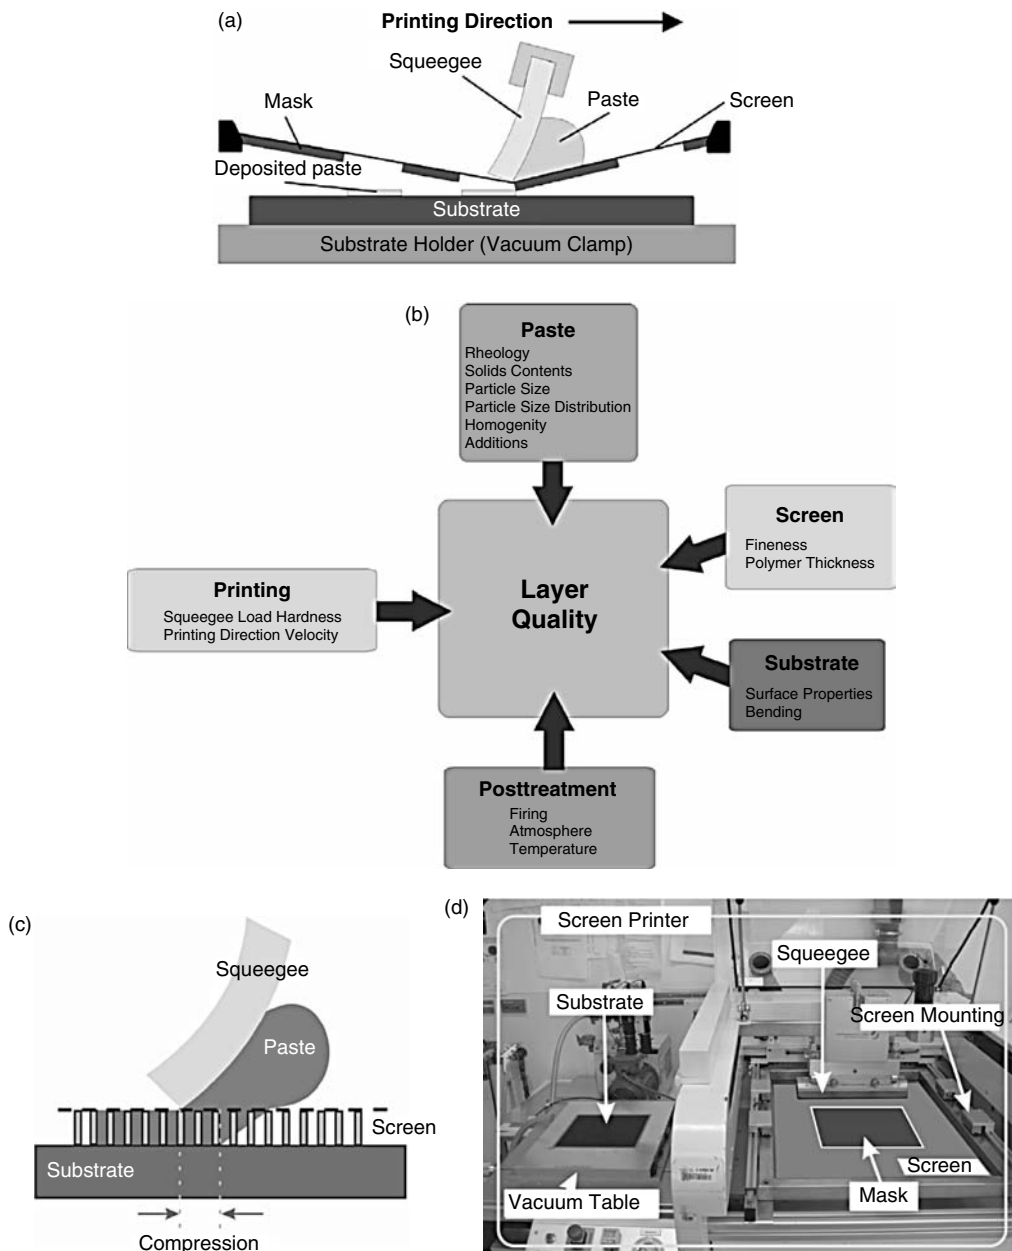 (a)
Printing Direction
Squeegee
Mask
Paste
Screen
Deposited paste
Substrate
Substrate Holder (Vacuum Clamp)
(b)
Paste
Rheology
Solids Contents
Particle Size
Particle Size Distribution
Homogenity
Additions
Screen
Fineness
Polymer Thickness
Layer
Quality
Printing
Squeegee Load Hardness
Printing Direction Velocity
Substrate
Surface Properties
Bending
Posttreatment
Firing
Atmosphere
Temperature
(c)
Squeegee
Paste
Screen
Substrate
Compression
(d)
Screen Printer
Squeegee
Substrate
Screen Mounting
Screen
Mask
Vacuum Table